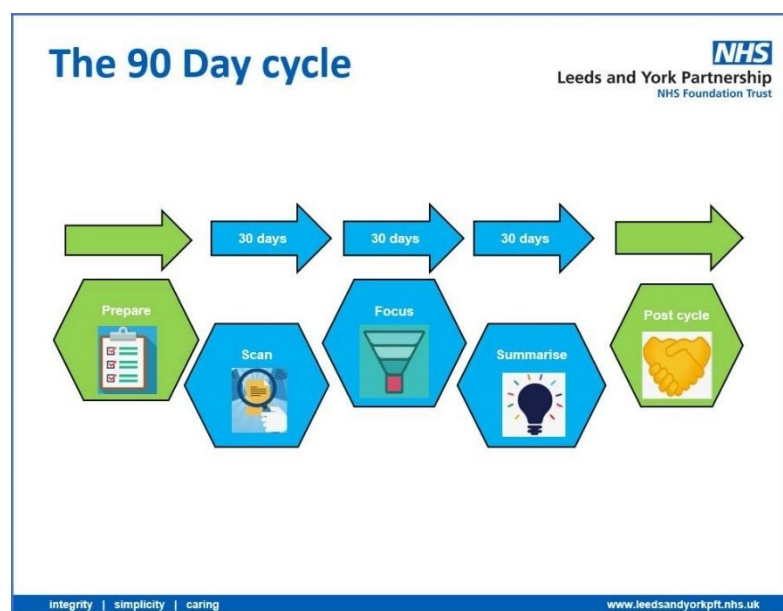 The 90 Day cycle
NHS
Leeds and York Partnership
NHS Foundation Trust
30 days
30 days
30 days
Prepare
Scan
Focus
Summarise
Post cycle
integrity | simplicity | caring
www.leedsandyorkpft.nhs.uk